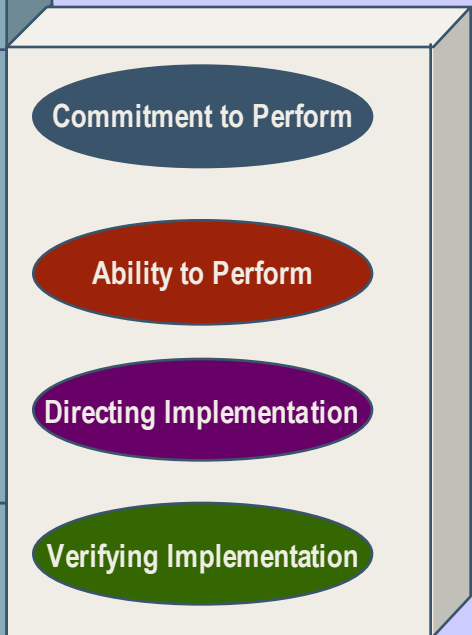 Commitment to Perform
Ability to Perform
Directing Implementation
Verifying Implementation